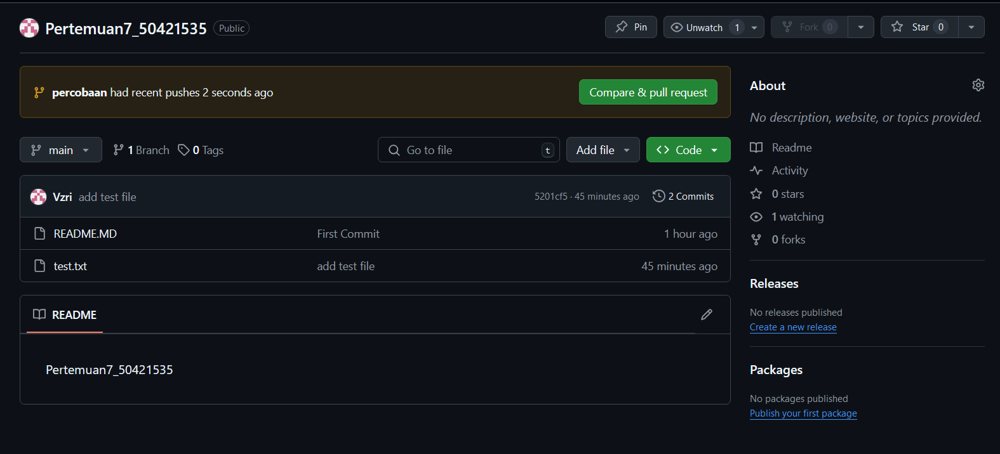 Pertemuan7_50421535 Public Pin Unwatch 1 Fork 0 Star 0
percobaan had recent pushes 2 seconds ago Compare & pull request
main 1 Branch 0 Tags Go to file t Add file Code
Vzri add test file 5201cf5 · 45 minutes ago 2 Commits
README.MD First Commit 1 hour ago
test.txt add test file 45 minutes ago
README
Pertemuan7_50421535
About
No description, website, or topics provided.
Readme
Activity
0 stars
1 watching
0 forks
Releases
No releases published
Create a new release
Packages
No packages published
Publish your first package